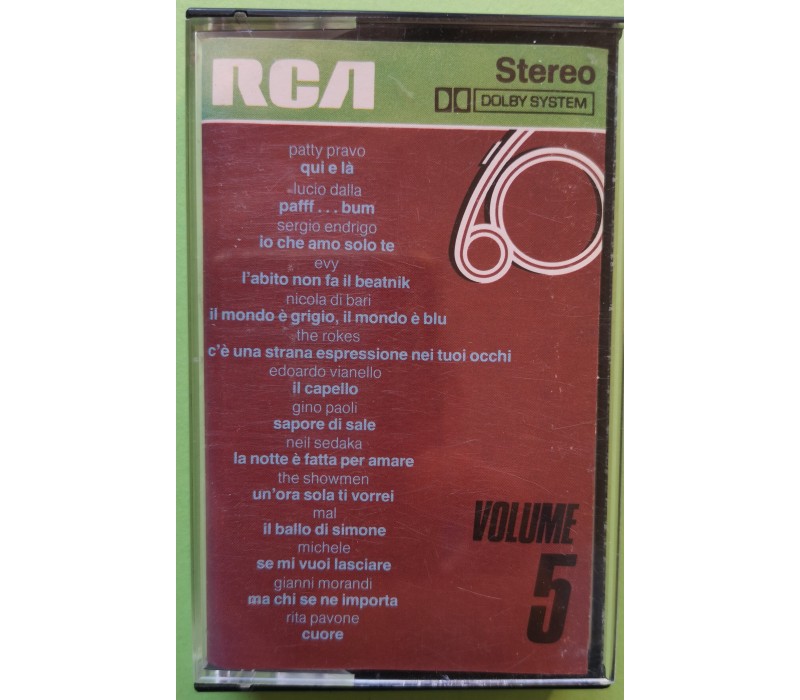 RCA
Stereo
DOLBY SYSTEM
60
patty pravo
qui e là
lucio dalla
pafff...bum
sergio endrigo
io che amo solo te
evy
l'abito non fa il beatnik
nicola di bari
il mondo è grigio, il mondo è blu
the rokes
c'è una strana espressione nei tuoi occhi
edoardo vianello
il capello
gino paoli
sapore di sale
neil sedaka
la notte è fatta per amare
the showmen
un'ora sola ti vorrei
mal
il ballo di simone
michele
se mi vuoi lasciare
gianni morandi
ma chi se ne importa
rita pavone
cuore
VOLUME
5